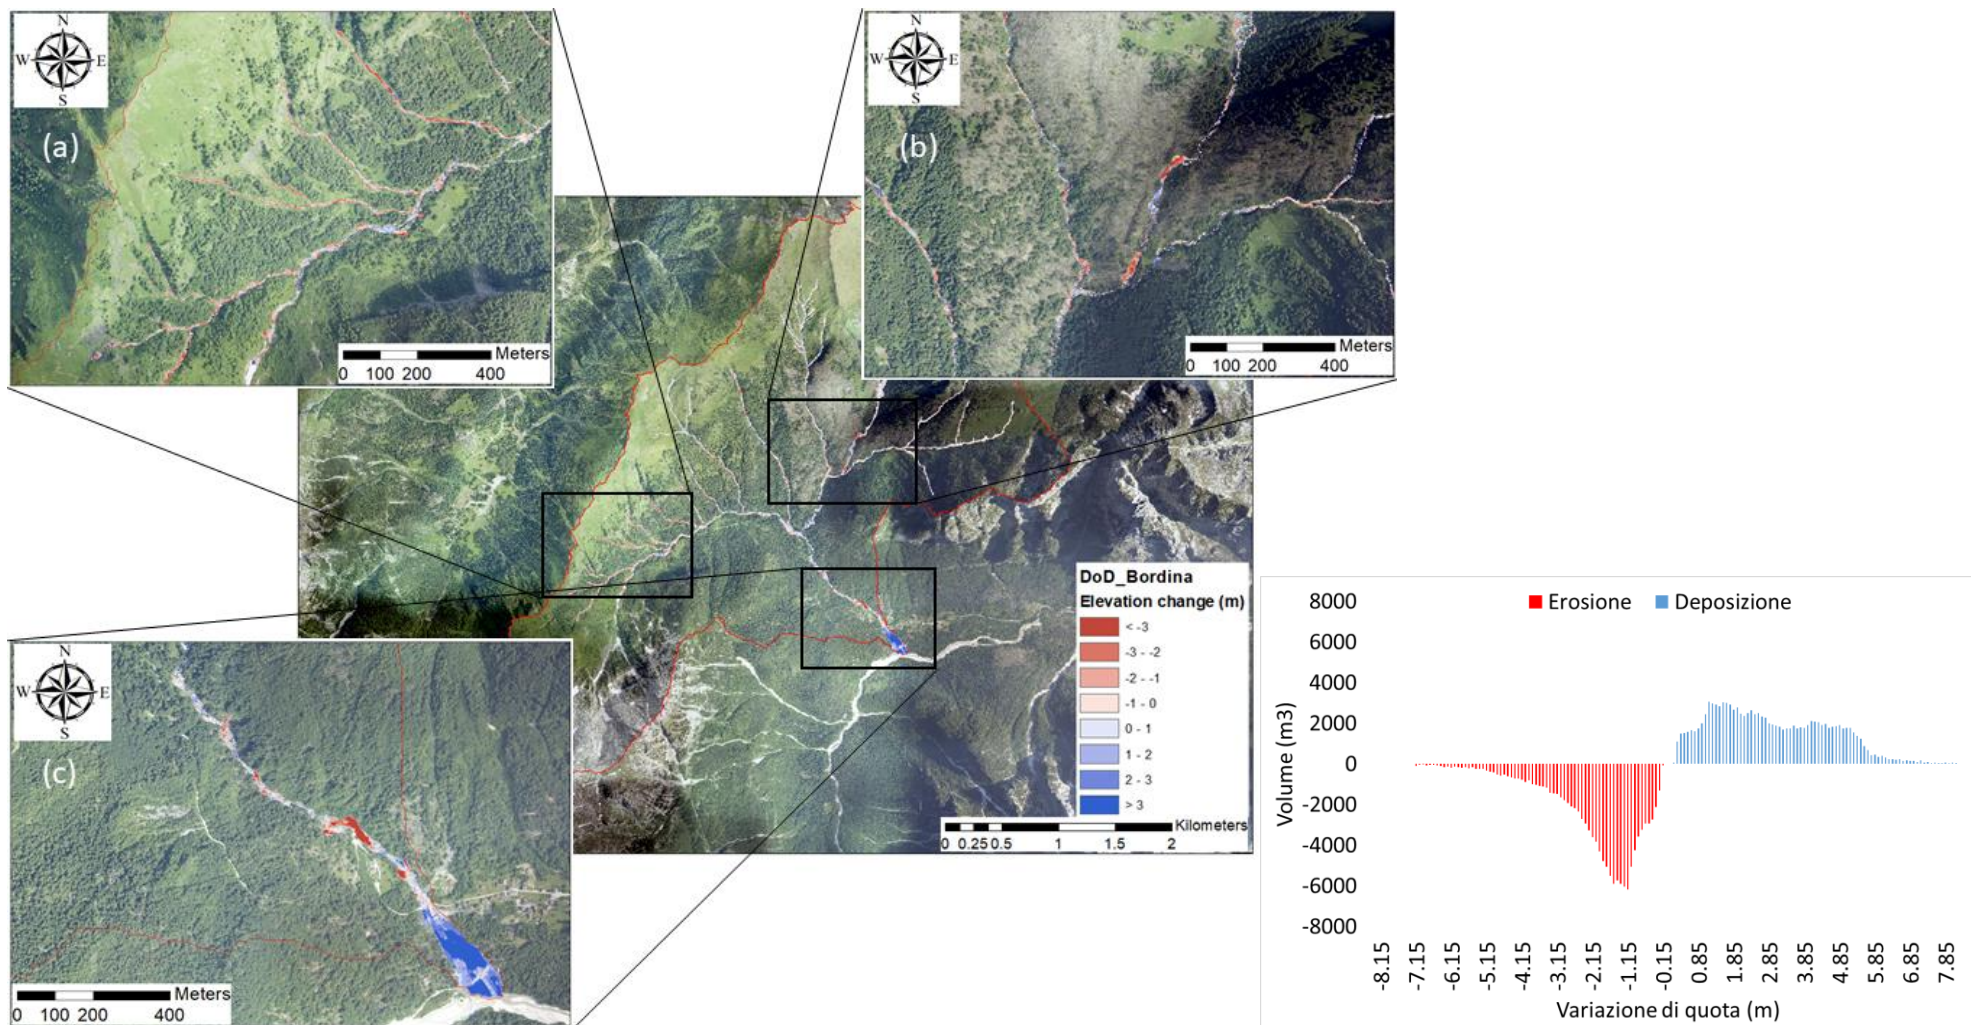 N
W E
S
(a)
Meters
0 100 200 400
N
W E
S
(b)
Meters
0 100 200 400
N
W E
S
(c)
Meters
0 100 200 400
DoD_Bordina
Elevation change (m)
< -3
-3 - -2
-2 - -1
-1 - 0
0 - 1
1 - 2
2 - 3
> 3
Kilometers
0 0.25 0.5 1 1.5 2
Erosione Deposizione
8000
6000
4000
2000
0
-2000
-4000
-6000
-8000
Volume (m3)
-8.15 -7.15 -6.15 -5.15 -4.15 -3.15 -2.15 -1.15 -0.15 0.85 1.85 2.85 3.85 4.85 5.85 6.85 7.85
Variazione di quota (m)